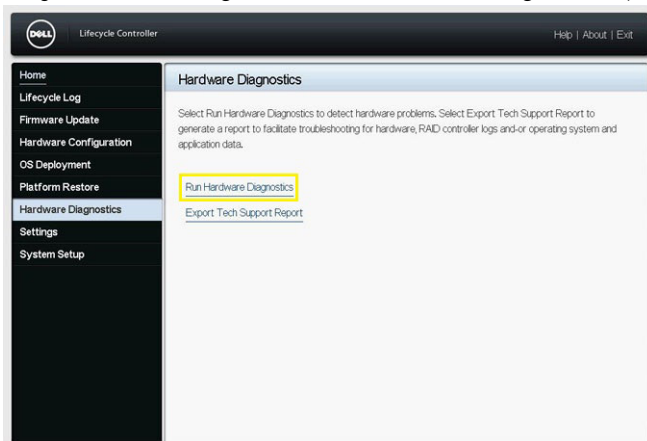 DELL
Lifecycle Controller
Help | About | Exit
Home
Lifecycle Log
Firmware Update
Hardware Configuration
OS Deployment
Platform Restore
Hardware Diagnostics
Settings
System Setup
Hardware Diagnostics
Select Run Hardware Diagnostics to detect hardware problems. Select Export Tech Support Report to
generate a report to facilitate troubleshooting for hardware, RAID controller logs and-or operating system and
application data.
Run Hardware Diagnostics
Export Tech Support Report